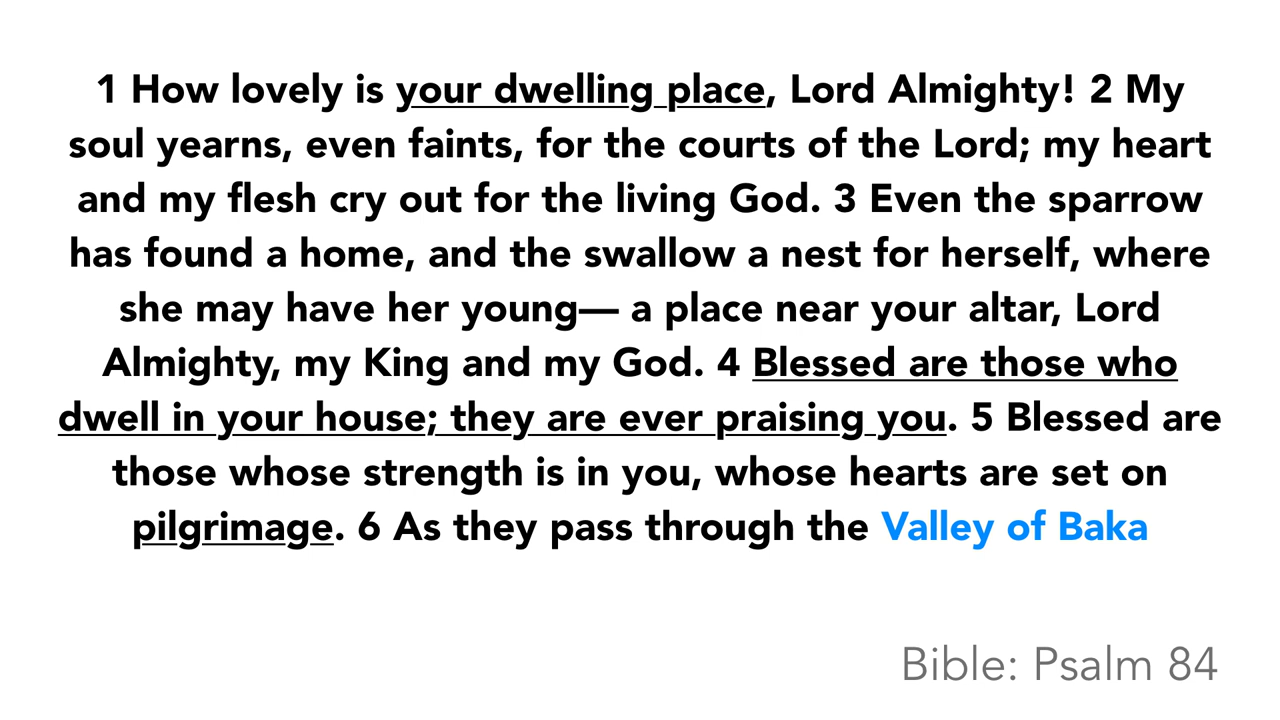 1 How lovely is your dwelling place, Lord Almighty! 2 My
soul yearns, even faints, for the courts of the Lord; my heart
and my flesh cry out for the living God. 3 Even the sparrow
has found a home, and the swallow a nest for herself, where
she may have her young— a place near your altar, Lord
Almighty, my King and my God. 4 Blessed are those who
dwell in your house; they are ever praising you. 5 Blessed are
those whose strength is in you, whose hearts are set on
pilgrimage. 6 As they pass through the Valley of Baka
Bible: Psalm 84